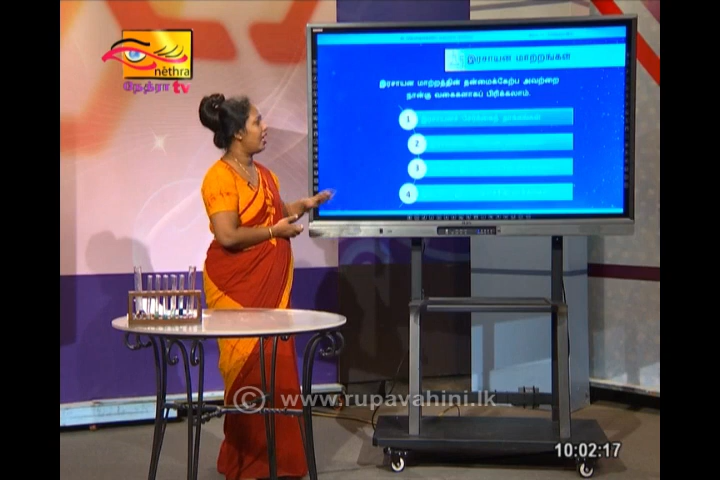 nēthra
நேத்ரா tv
இரசாயன மாற்றங்கள்
இரசாயன மாற்றத்தின் தன்மைக்கேற்ப அவற்றை
நான்கு வகைகளாகப் பிரிக்கலாம்.
1
2
3
4
© www.rupavahini.lk
10:02:17